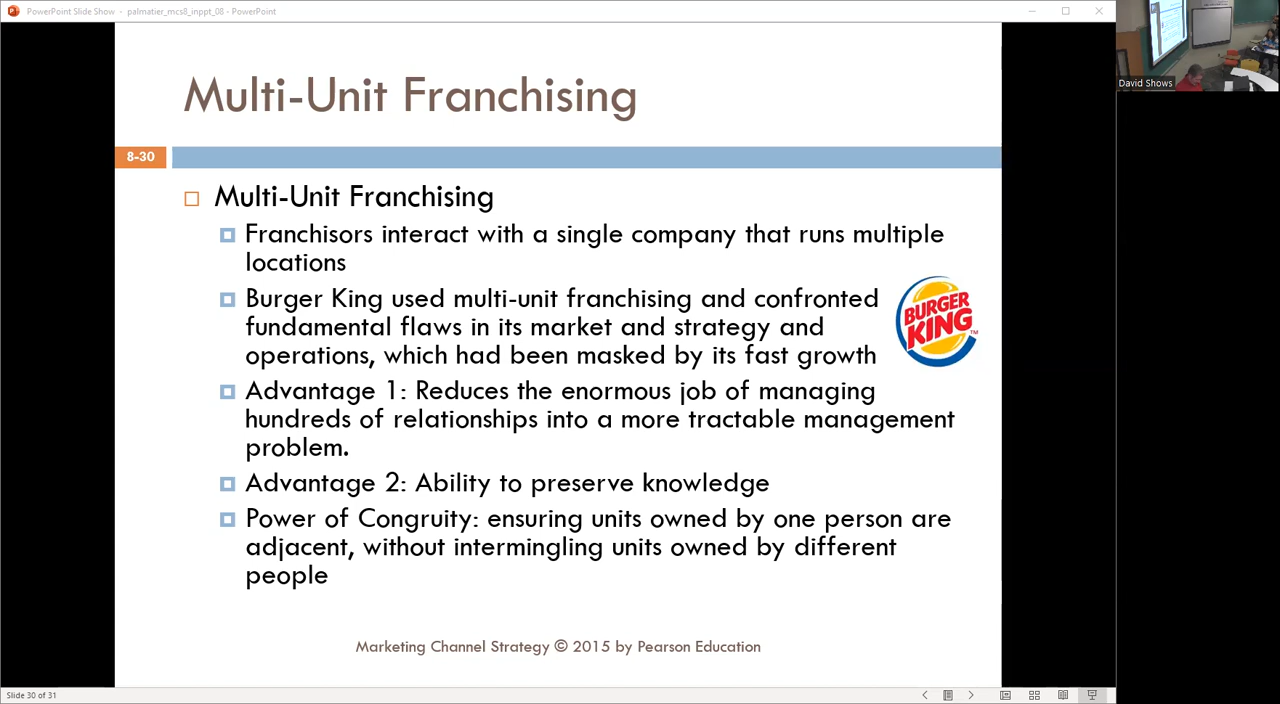 PowerPoint Slide Show - palmatier_mcs8_inppt_08 - PowerPoint
David Shows
Multi-Unit Franchising
8-30
Multi-Unit Franchising
Franchisors interact with a single company that runs multiple
locations
Burger King used multi-unit franchising and confronted
fundamental flaws in its market and strategy and
operations, which had been masked by its fast growth
BURGER
KING™
Advantage 1: Reduces the enormous job of managing
hundreds of relationships into a more tractable management
problem.
Advantage 2: Ability to preserve knowledge
Power of Congruity: ensuring units owned by one person are
adjacent, without intermingling units owned by different
people
Marketing Channel Strategy © 2015 by Pearson Education
Slide 30 of 31